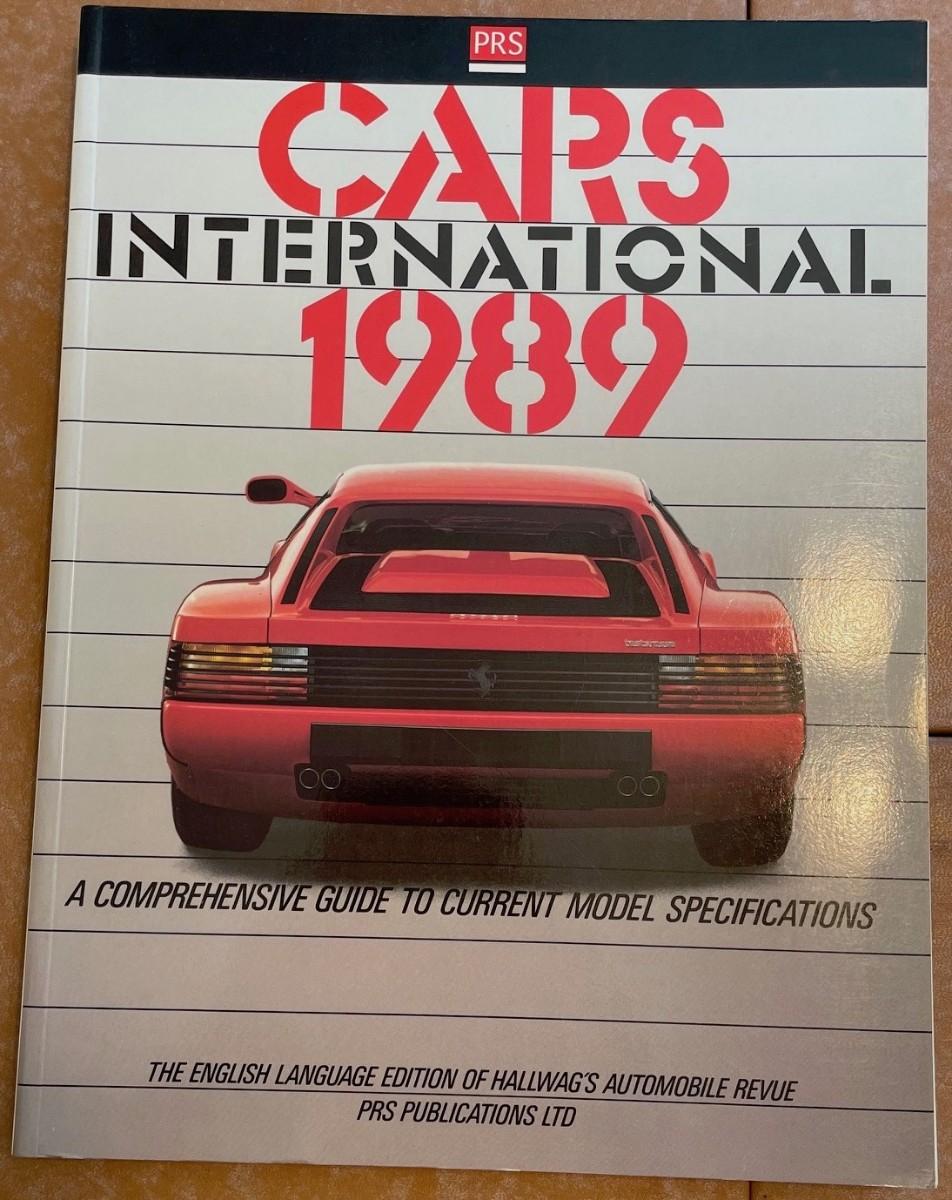 PRS
CARS
INTERNATIONAL
1989
testarossa
A COMPREHENSIVE GUIDE TO CURRENT MODEL SPECIFICATIONS
THE ENGLISH LANGUAGE EDITION OF HALLWAG'S AUTOMOBILE REVUE
PRS PUBLICATIONS LTD